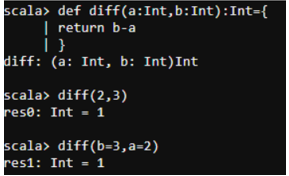 scala> def diff(a:Int,b:Int):Int={
| return b-a
| }
diff: (a: Int, b: Int)Int
scala> diff(2,3)
res0: Int = 1
scala> diff(b=3,a=2)
res1: Int = 1